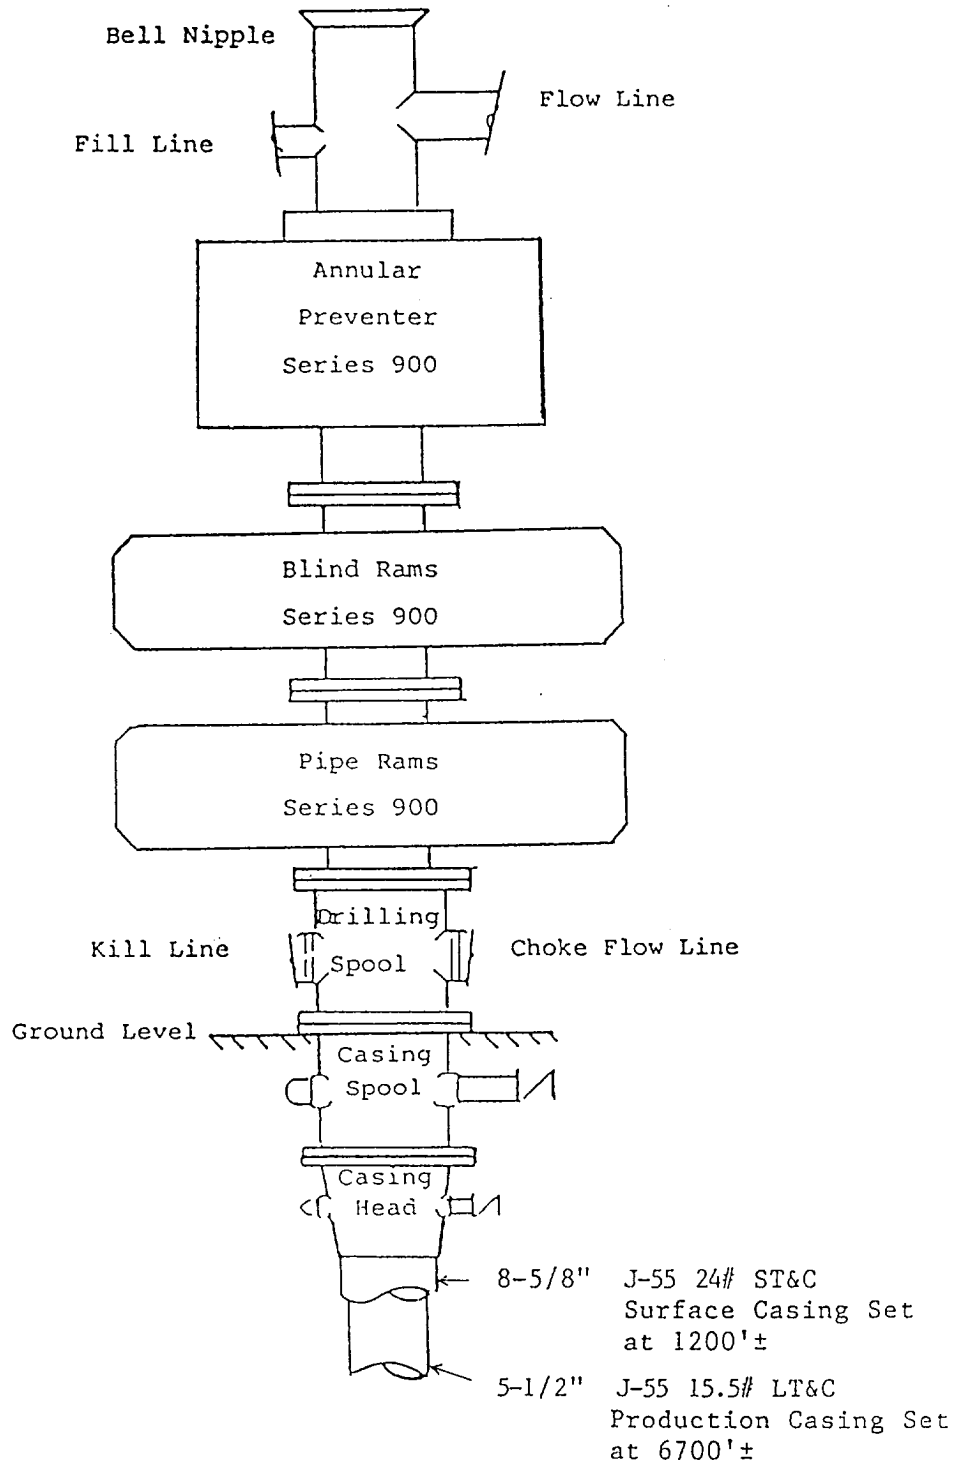 Bell Nipple
Flow Line
Fill Line
Annular
Preventer
Series 900
Blind Rams
Series 900
Pipe Rams
Series 900
Drilling
Kill Line
Spool
Choke Flow Line
Ground Level
Casing
Spool
Casing
Head
8-5/8" J-55 24# ST&C
Surface Casing Set
at 1200'±
5-1/2" J-55 15.5# LT&C
Production Casing Set
at 6700'±